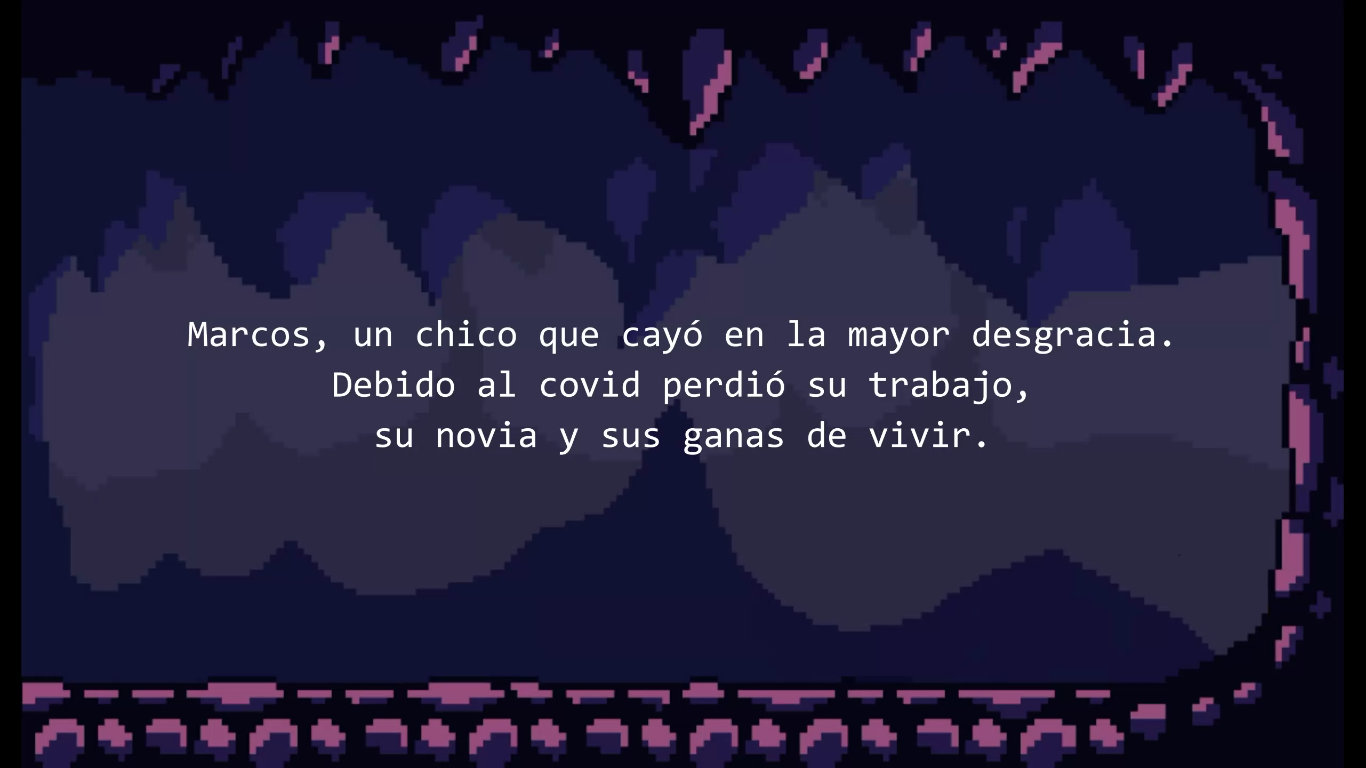 Marcos, un chico que cayó en la mayor desgracia.
Debido al covid perdió su trabajo,
su novia y sus ganas de vivir.